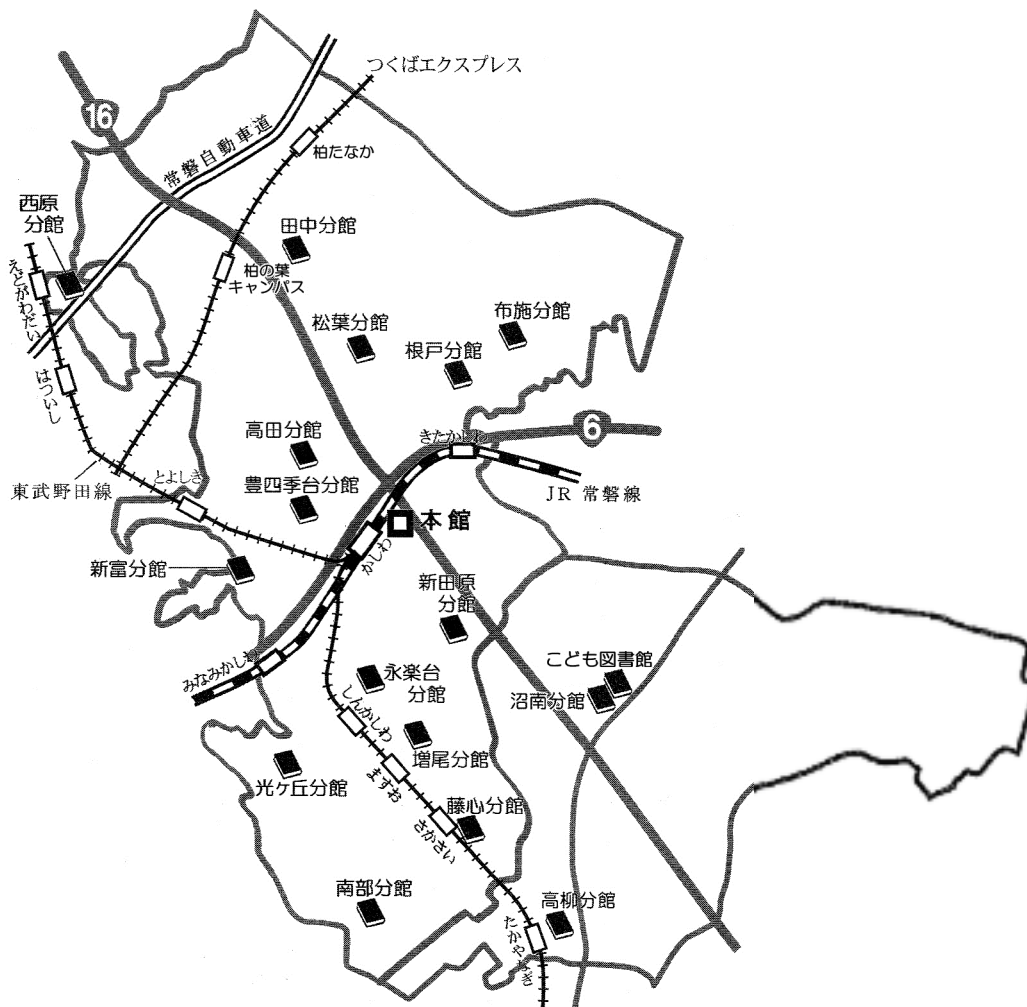 つくばエクスプレス
16
常磐自動車道
柏たなか
西原
分館
田中分館
えどがわだい
柏の葉
キャンパス
松葉分館
布施分館
根戸分館
はついし
高田分館
きたかしわ
6
東武野田線
とよしき
豊四季台分館
JR 常磐線
本館
かしわ
新富分館
新田原
分館
みなみかしわ
永楽台
分館
こども図書館
沼南分館
しんかしわ
増尾分館
光ヶ丘分館
ますお
藤心分館
さかさい
南部分館
高柳分館
たかやなぎ